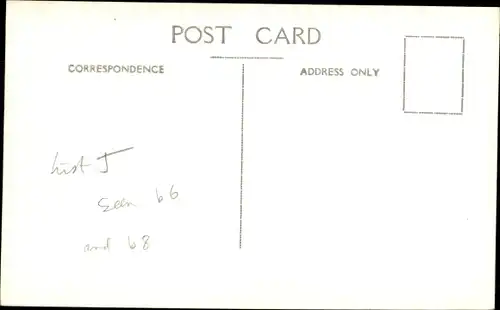 POST CARD
CORRESPONDENCE
ADDRESS ONLY
List J
Seen 66
and 68